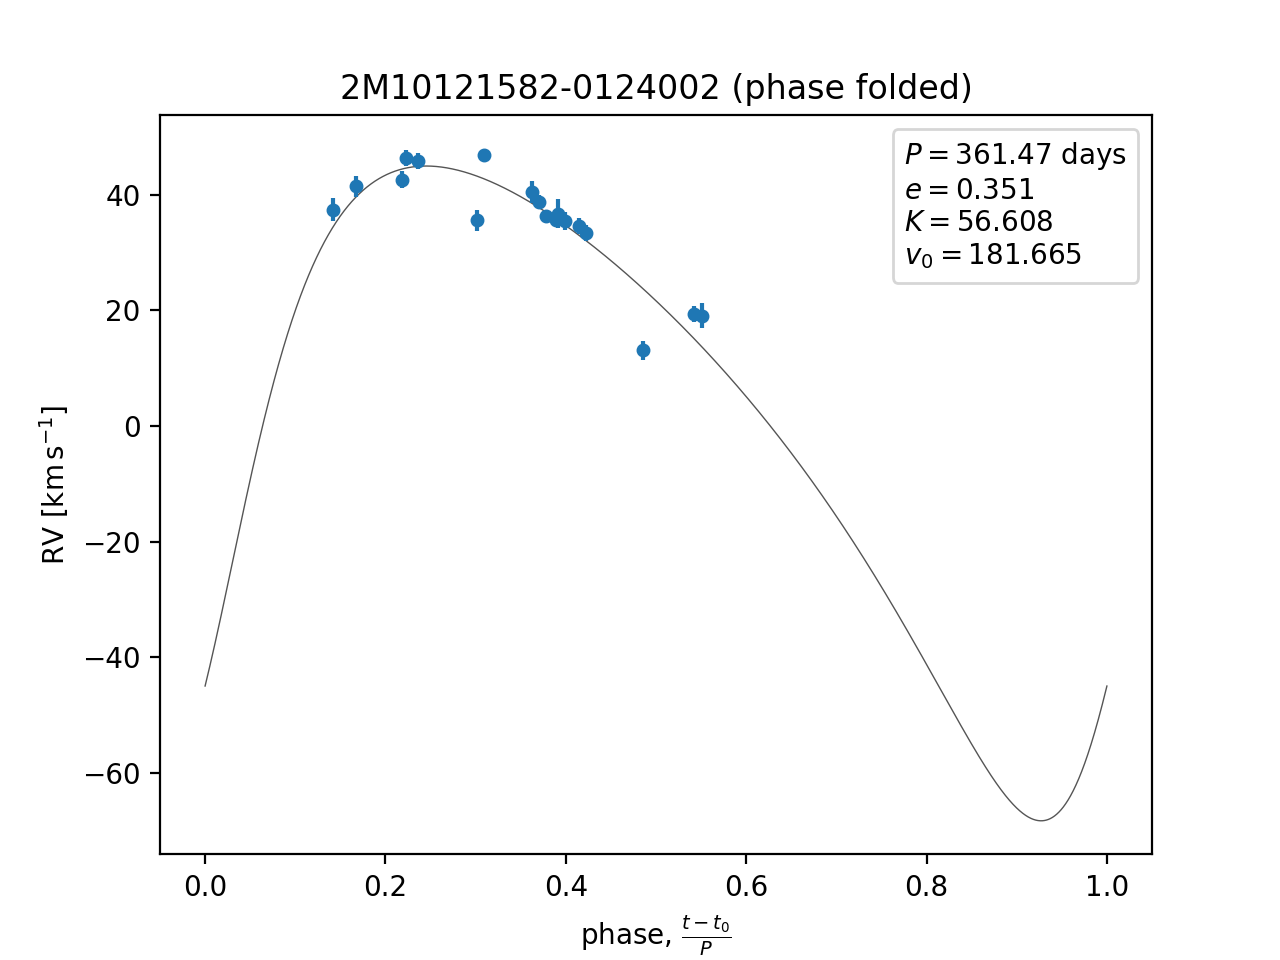 2M10121582-0124002 (phase folded)
P = 361.47 days
e = 0.351
K = 56.608
v₀ = 181.665
RV [km s⁻¹]
40
20
0
−20
−40
−60
0.0 0.2 0.4 0.6 0.8 1.0
phase, (t − t₀)/P